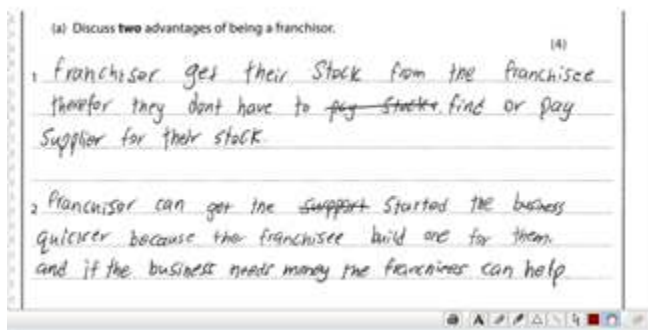 (a) Discuss two advantages of being a franchisor.
(4)
1 franchisor get their Stock from the franchisee
therefor they dont have to pay stocks. find or pay
Supplier for their stock
2 franchisor can get the support Started the business
quicker because the franchisee build one for them.
and if the business needs money the franchisee can help